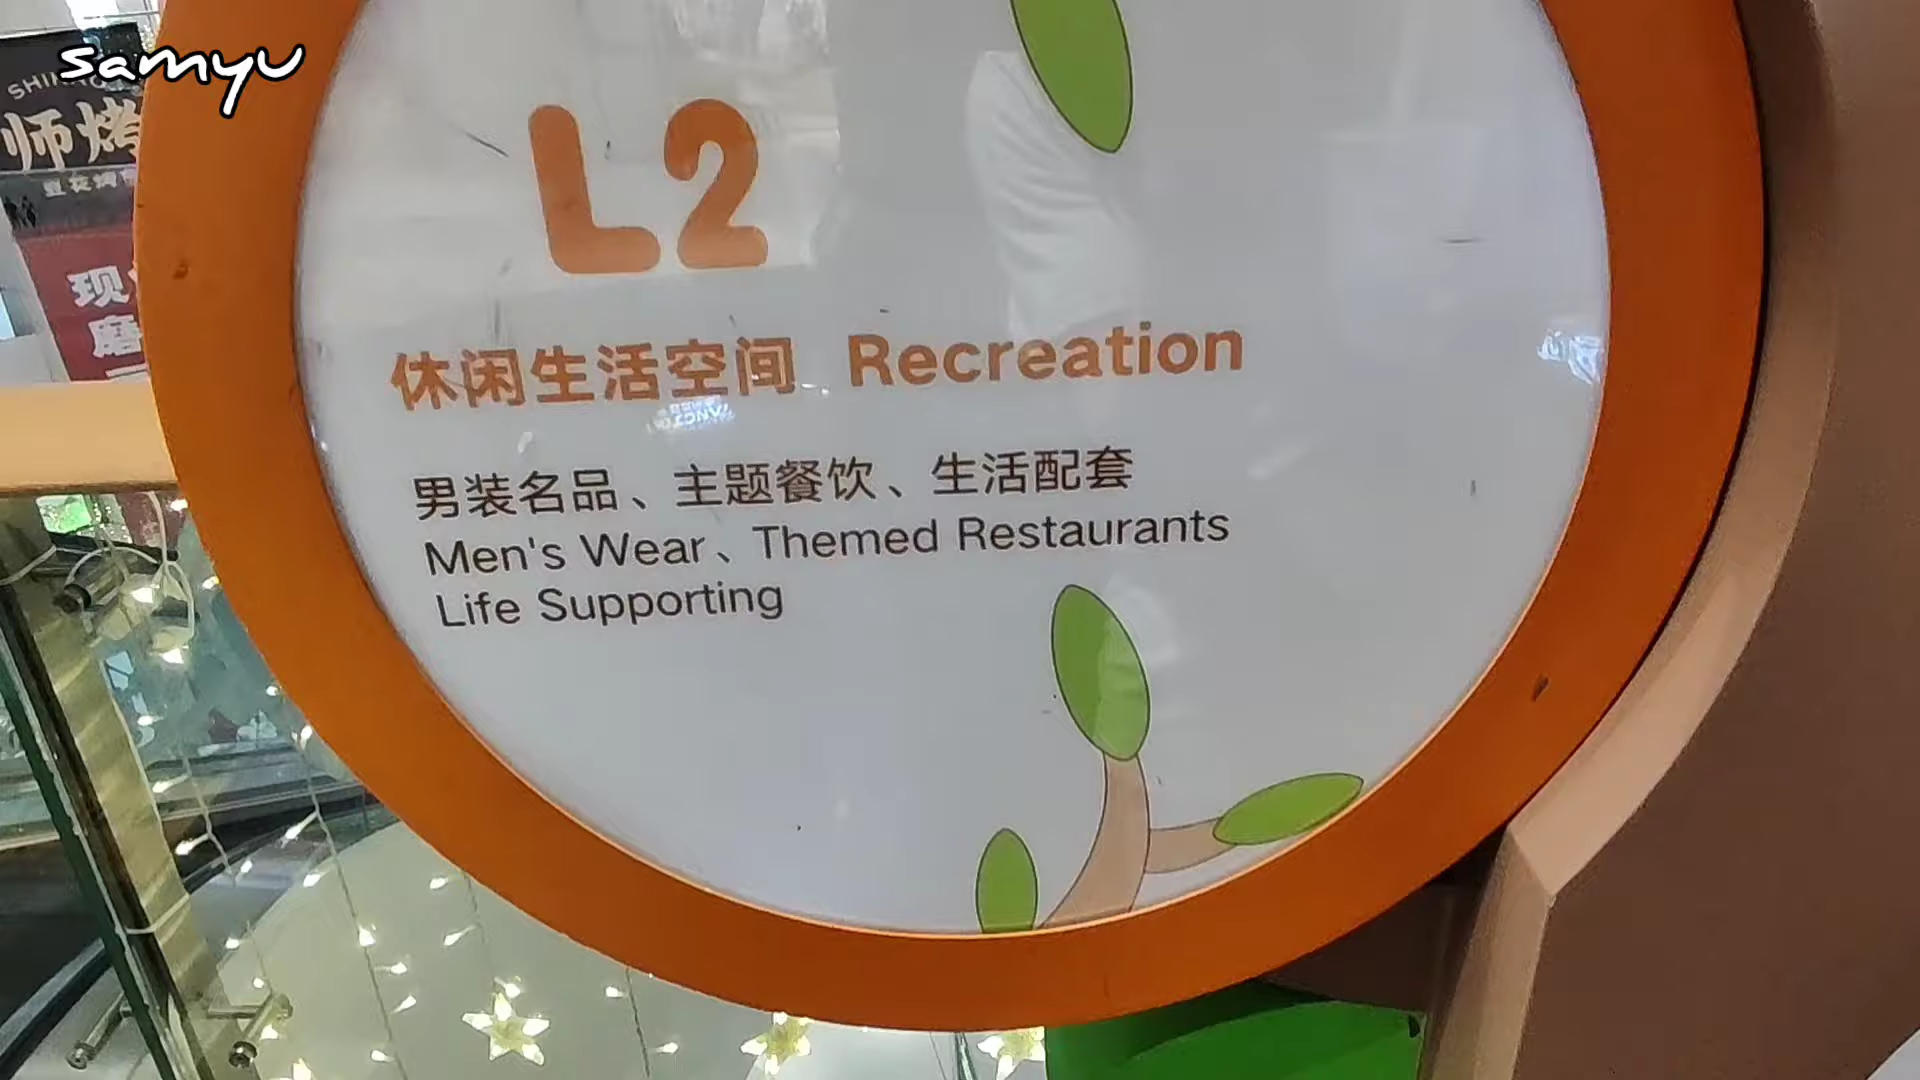 samyu
师烤
现
磨
L2
休闲生活空间 Recreation
男装名品、主题餐饮、生活配套
Men's Wear、Themed Restaurants
Life Supporting